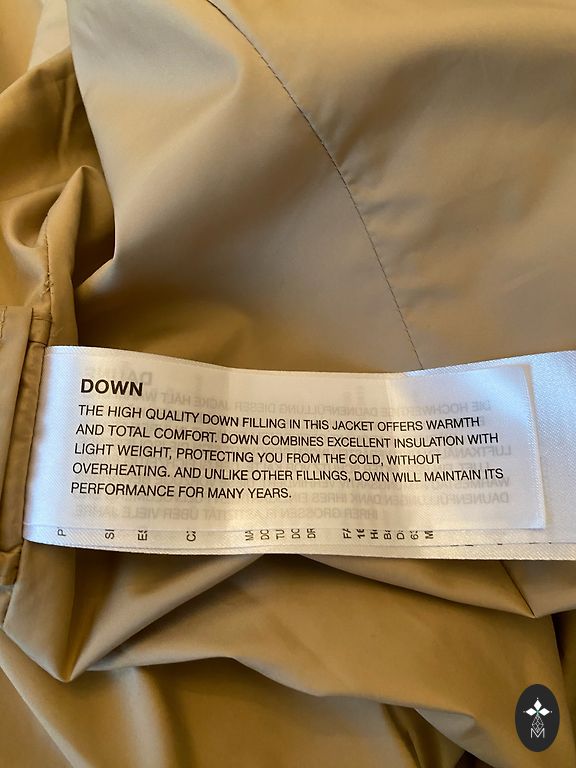 DOWN
THE HIGH QUALITY DOWN FILLING IN THIS JACKET OFFERS WARMTH
AND TOTAL COMFORT. DOWN COMBINES EXCELLENT INSULATION WITH
LIGHT WEIGHT, PROTECTING YOU FROM THE COLD, WITHOUT
OVERHEATING. AND UNLIKE OTHER FILLINGS, DOWN WILL MAINTAIN ITS
PERFORMANCE FOR MANY YEARS.